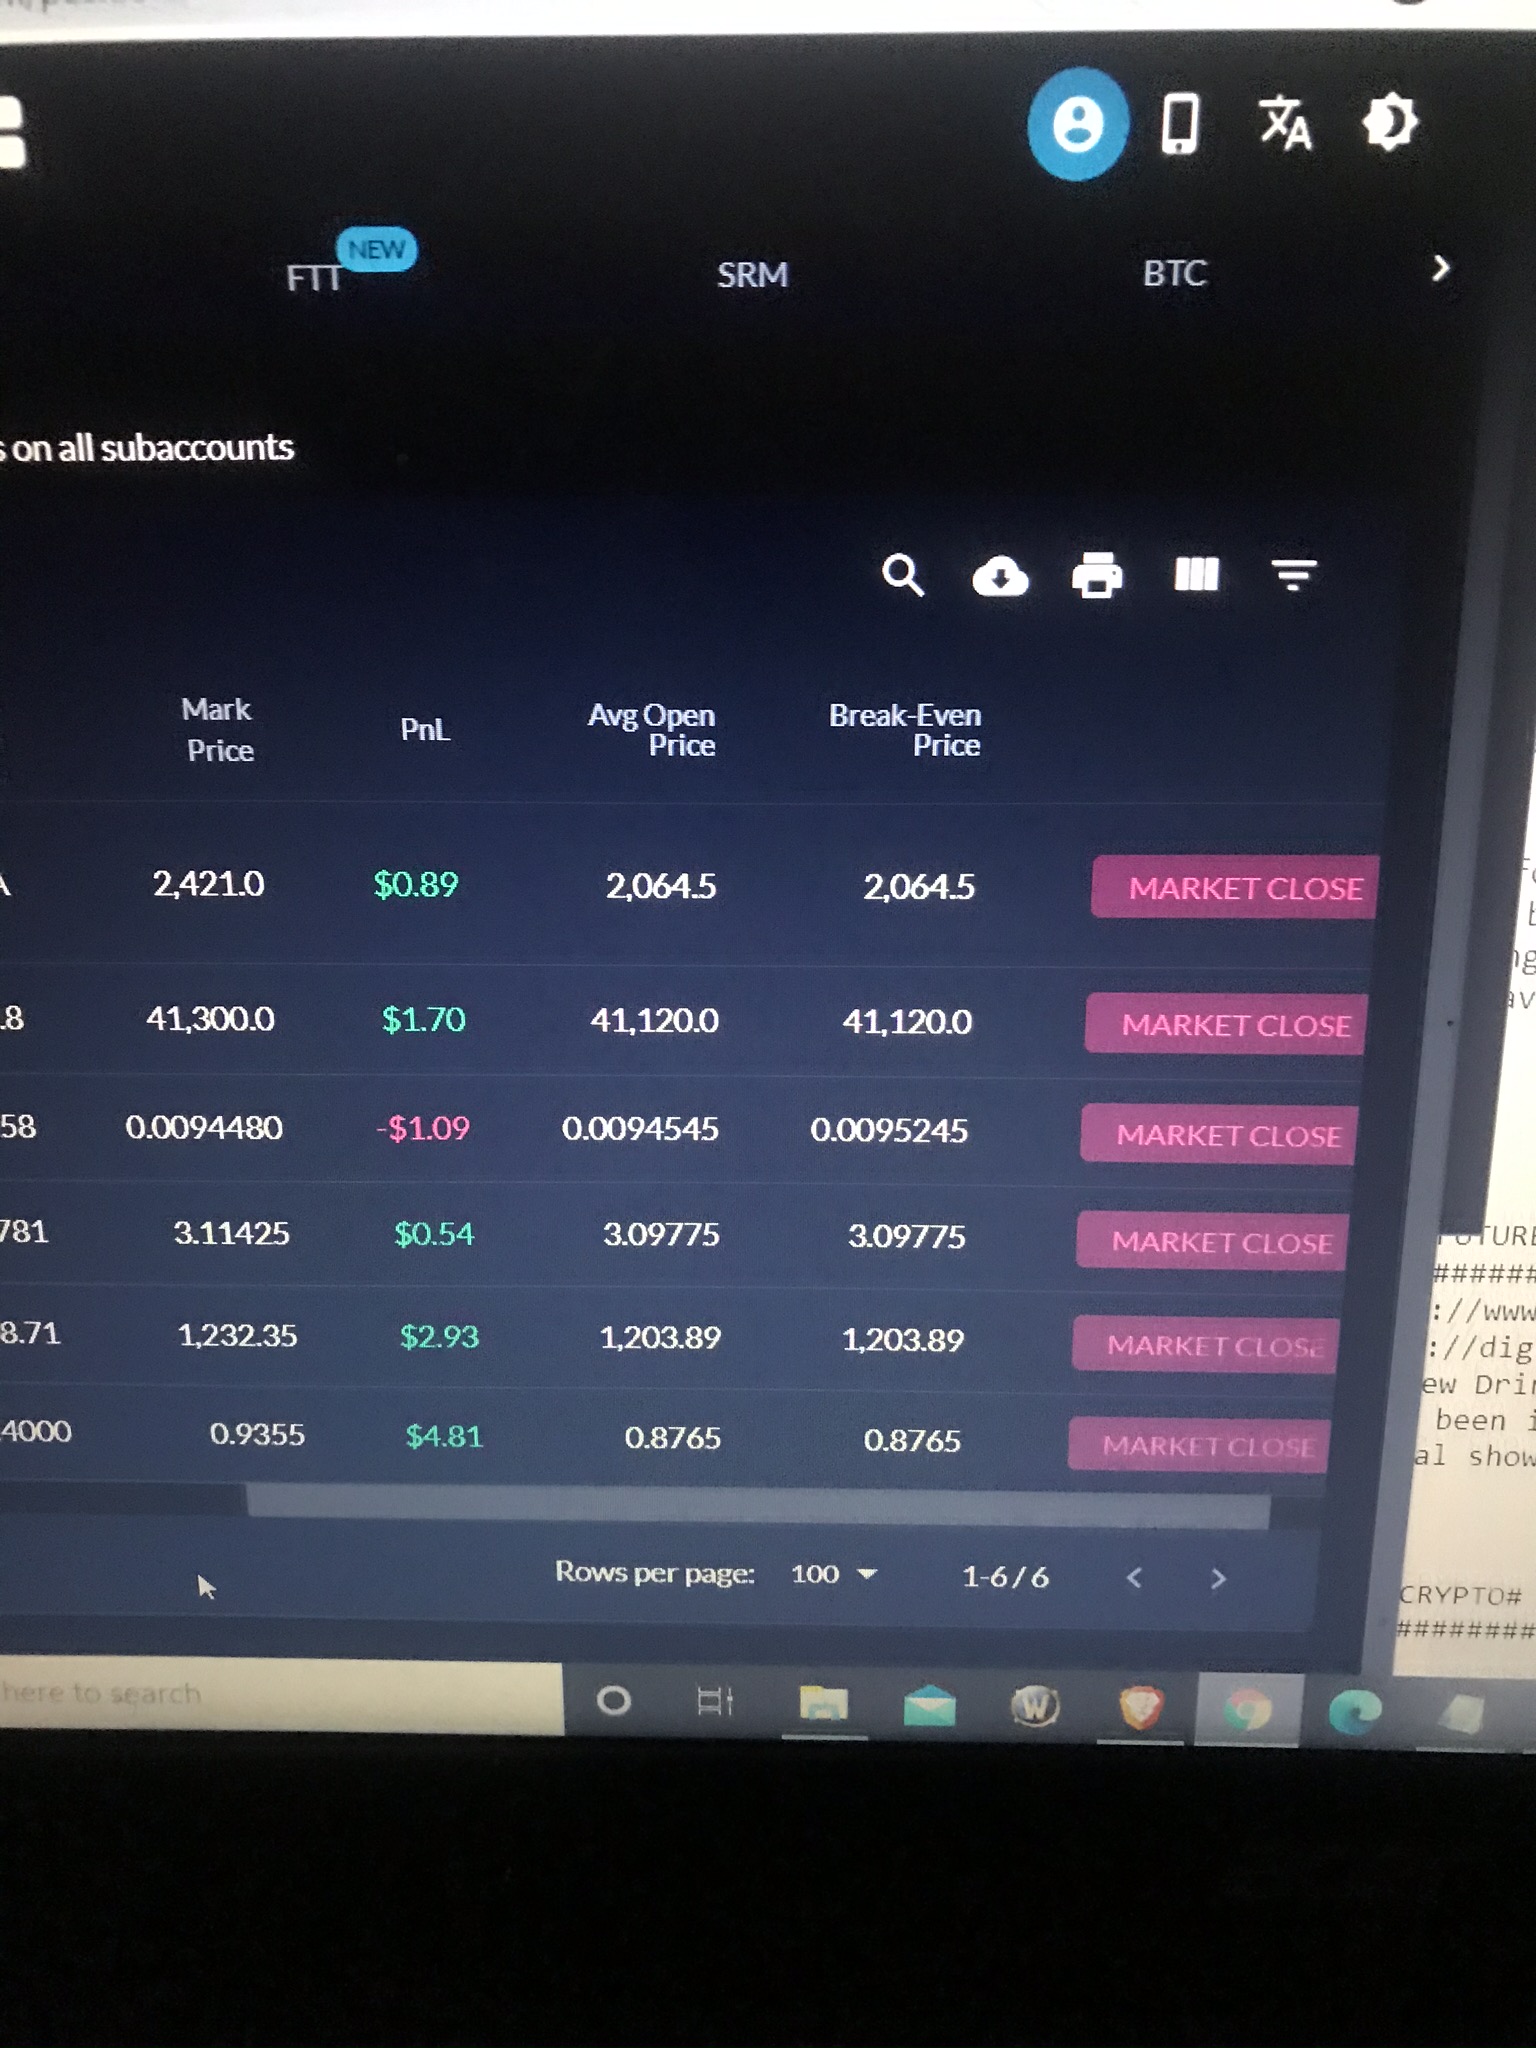 NEW
FTT SRM BTC
on all subaccounts
Mark Price PnL Avg Open Price Break-Even Price
2,421.0 $0.89 2,064.5 2,064.5 MARKET CLOSE
.8 41,300.0 $1.70 41,120.0 41,120.0 MARKET CLOSE
58 0.0094480 -$1.09 0.0094545 0.0095245 MARKET CLOSE
781 3.11425 $0.54 3.09775 3.09775 MARKET CLOSE
8.71 1,232.35 $2.93 1,203.89 1,203.89 MARKET CLOSE
4000 0.9355 $4.81 0.8765 0.8765 MARKET CLOSE
Rows per page: 100 1-6 / 6
here to search
W
######
://www
://dig
ew
been
al show
CRYPTO#
########